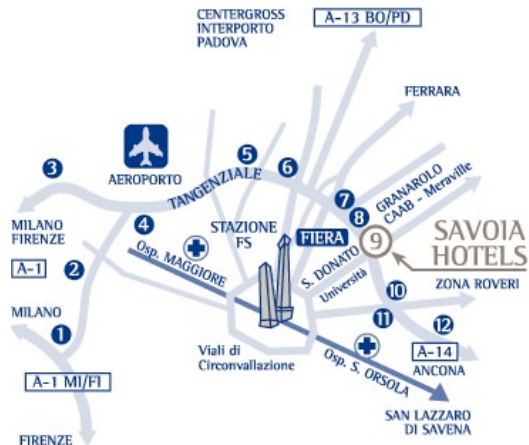 CENTERGROSS
INTERPORTO
PADOVA
A-13 BO/PD
FERRARA
AEROPORTO
TANGENZIALE
3
4
5
6
7
8
9
GRANAROLO
CAAB - Meraville
MILANO
FIRENZE
A-1
2
STAZIONE
FS
FIERA
S. DONATO
Università
SAVOIA
HOTELS
Osp. MAGGIORE
ZONA ROVERI
10
11
12
MILANO
1
A-1 MI/FI
Viali di
Circonvallazione
Osp. S. ORSOLA
A-14
ANCONA
FIRENZE
SAN LAZZARO
DI SAVENA